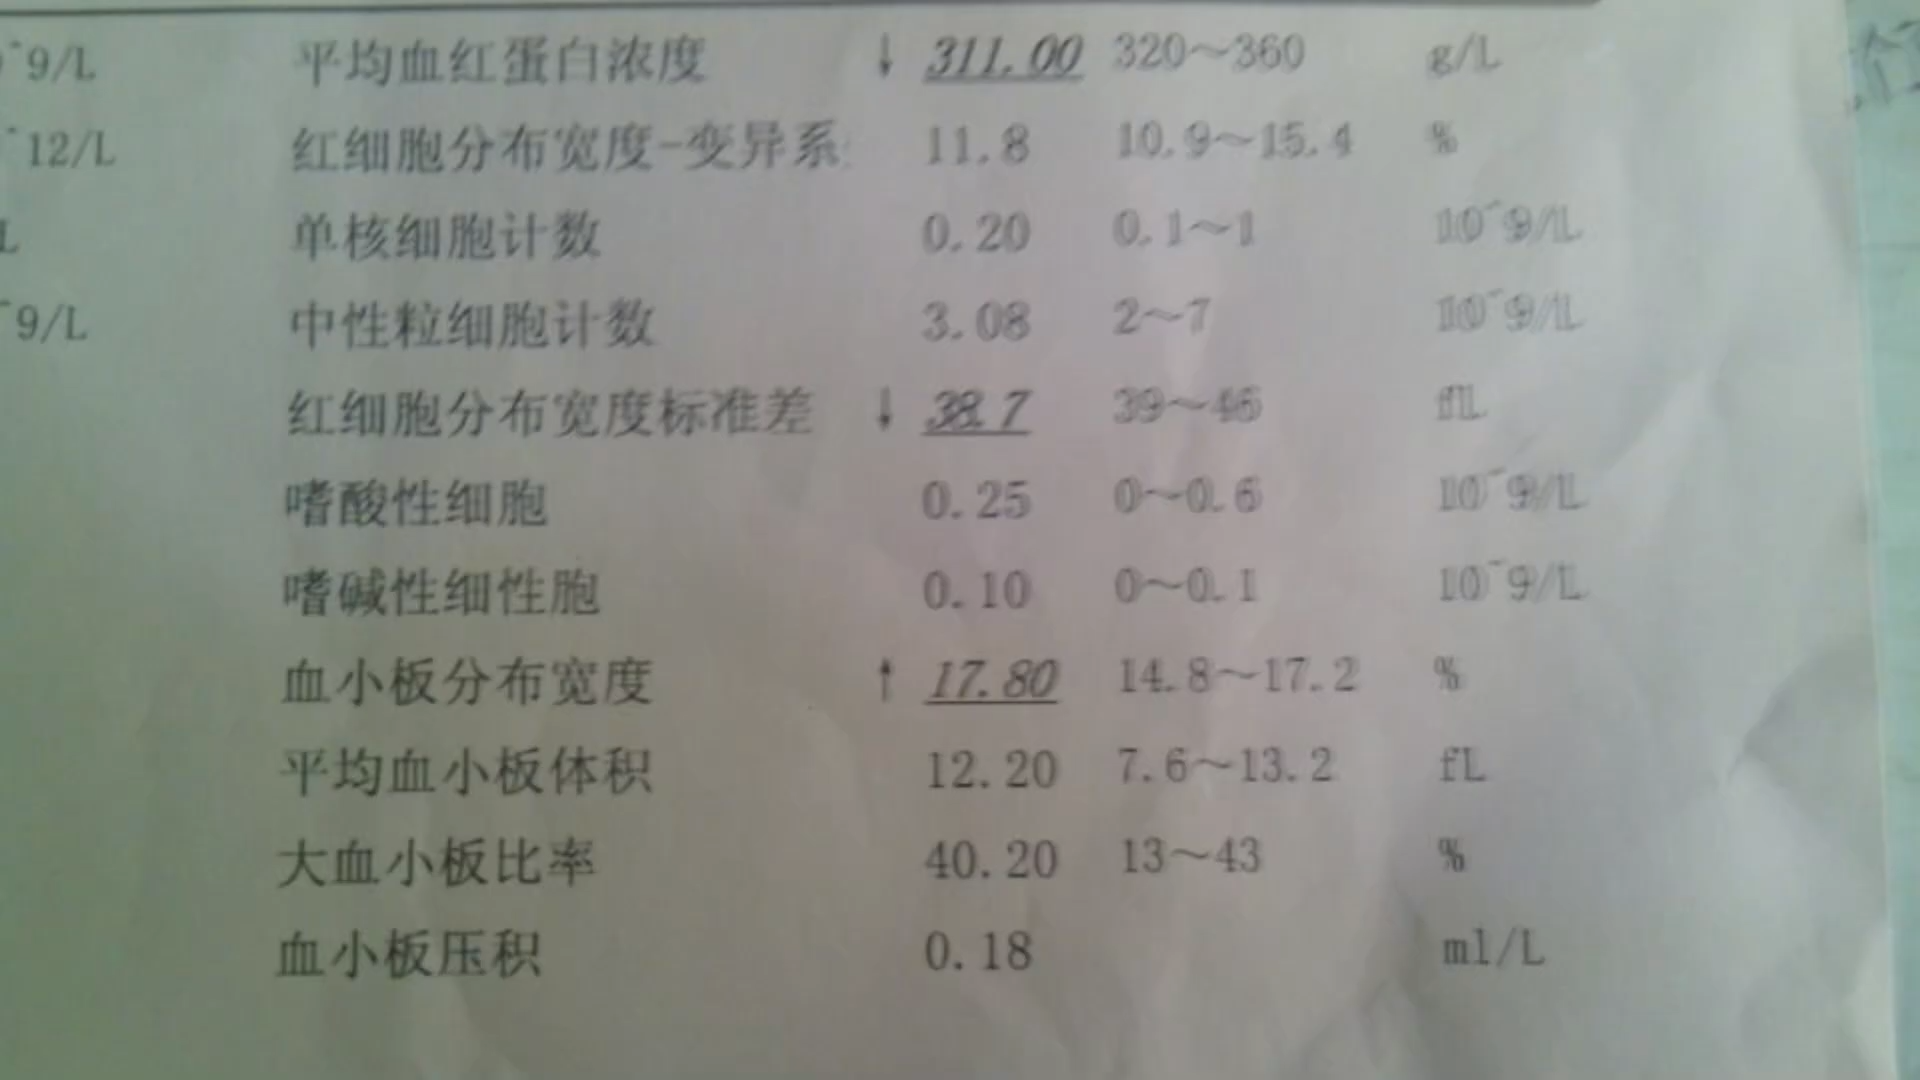 ^9/L 平均血红蛋白浓度 ↓ 311.00 320~360 g/L
^12/L 红细胞分布宽度-变异系 11.8 10.9~15.4 %
L 单核细胞计数 0.20 0.1~1 10^9/L
^9/L 中性粒细胞计数 3.08 2~7 10^9/L
红细胞分布宽度标准差 ↓ 38.7 39~46 fL
嗜酸性细胞 0.25 0~0.6 10^9/L
嗜碱性细性胞 0.10 0~0.1 10^9/L
血小板分布宽度 ↑ 17.80 14.8~17.2 %
平均血小板体积 12.20 7.6~13.2 fL
大血小板比率 40.20 13~43 %
血小板压积 0.18 ml/L